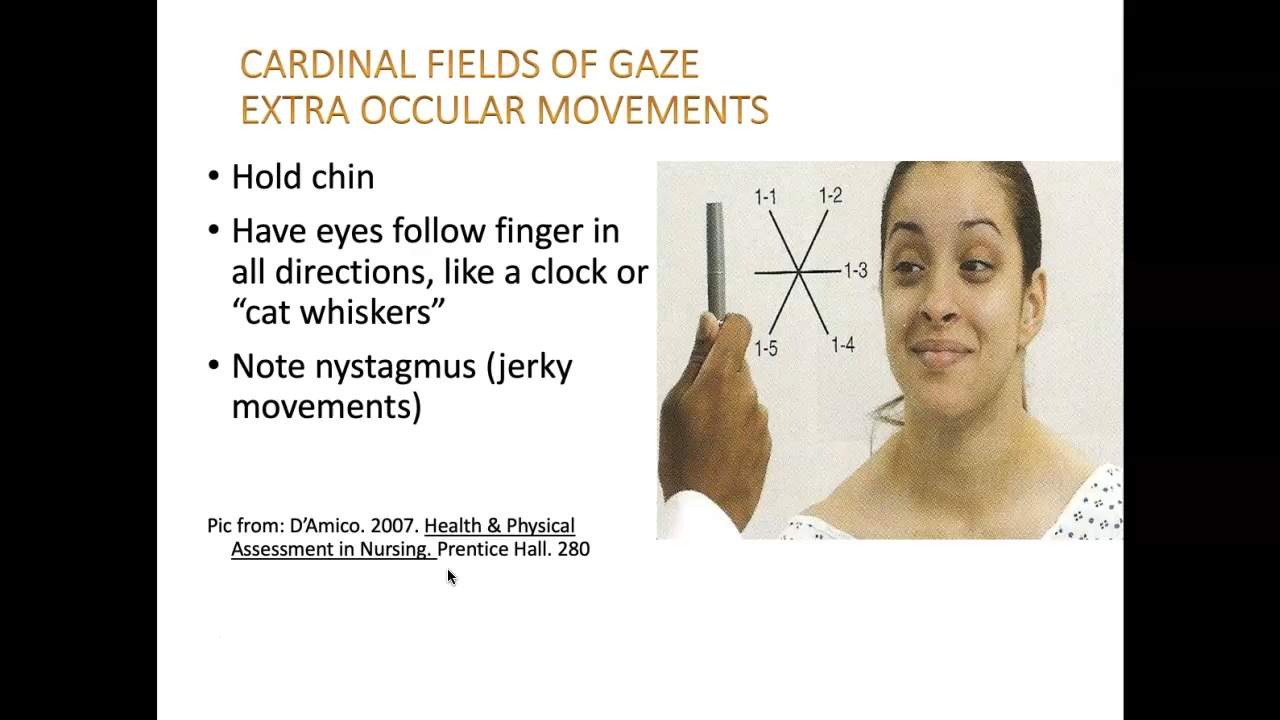 CARDINAL FIELDS OF GAZE
EXTRA OCCULAR MOVEMENTS
• Hold chin
• Have eyes follow finger in
all directions, like a clock or
“cat whiskers”
• Note nystagmus (jerky
movements)
Pic from: D’Amico. 2007. Health & Physical
Assessment in Nursing. Prentice Hall. 280
1-1
1-2
1-3
1-4
1-5